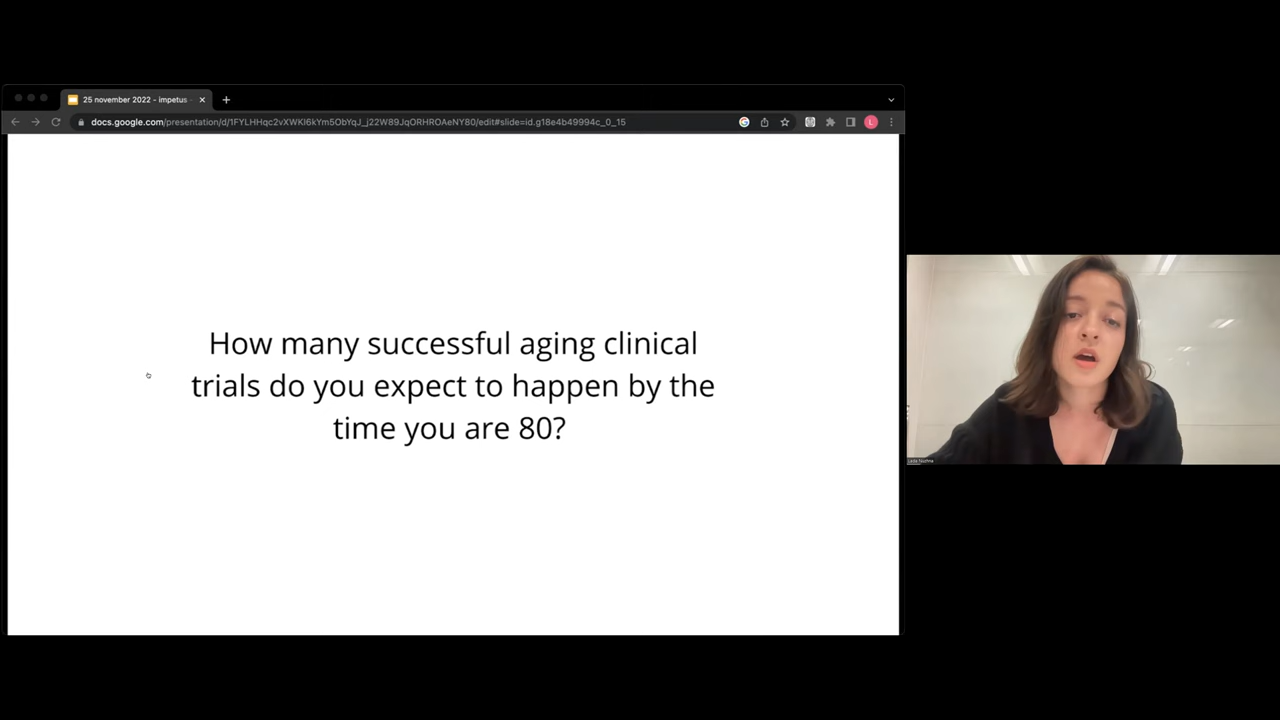 25 november 2022 - impetus
docs.google.com/presentation/d/1FYLHHqc2vXWKI6kYm5ObYqJ_j22W89JqORHROAeNY80/edit#slide=id.g18e4b49994c_0_15
L
How many successful aging clinical
trials do you expect to happen by the
time you are 80?